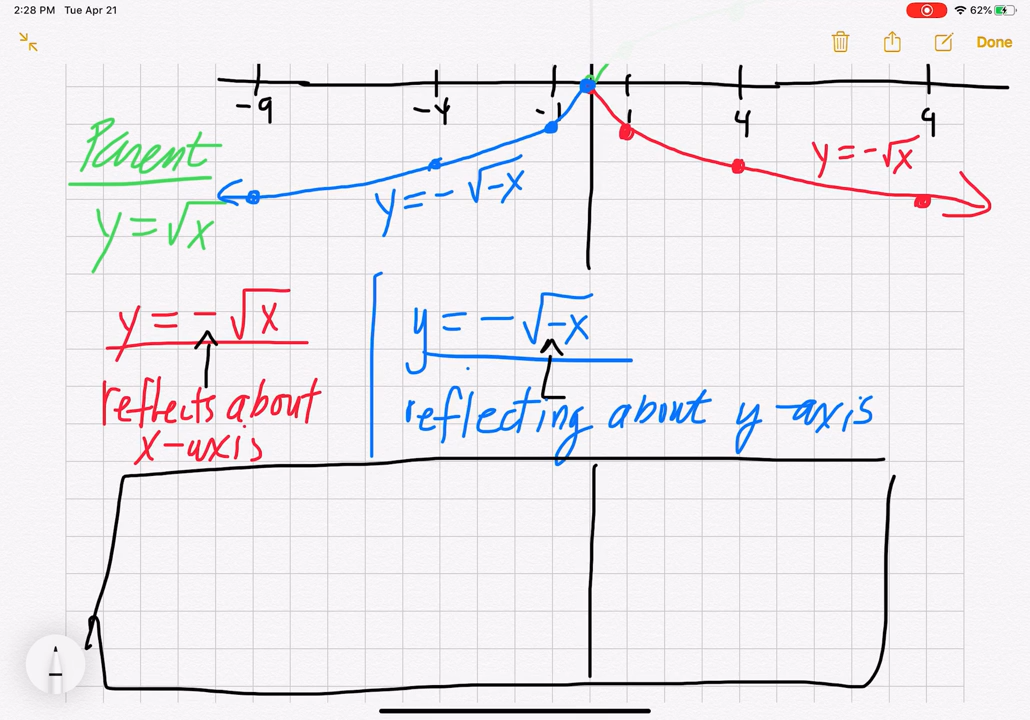 2:28 PM Tue Apr 21
62%
Done
-9
-4
-1
1
4
9
Parent
y = √x
y = - √-x
y = -√x
y = - √x
reflects about
x-axis
y = - √-x
reflecting about y-axis